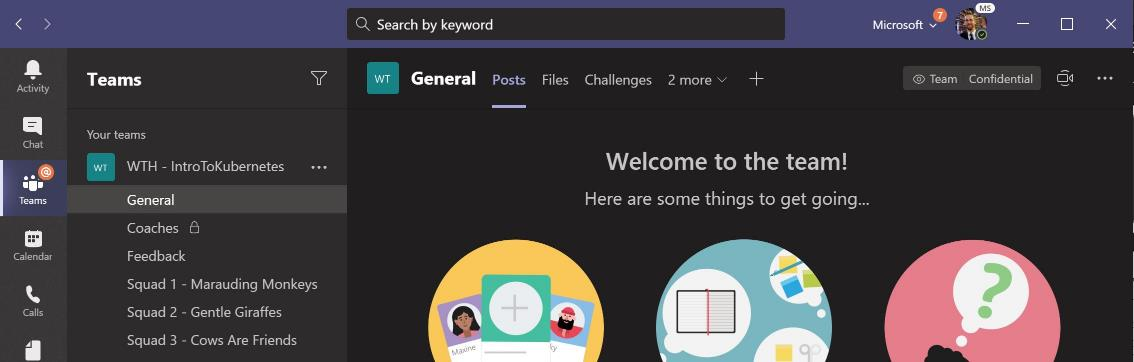 Search by keyword
Microsoft
7
MS
Activity
Chat
@
Teams
Calendar
Calls
Teams
Your teams
WT
WTH - IntroToKubernetes
General
Coaches
Feedback
Squad 1 - Marauding Monkeys
Squad 2 - Gentle Giraffes
Squad 3 - Cows Are Friends
WT
General
Posts
Files
Challenges
2 more
Team Confidential
Welcome to the team!
Here are some things to get going...
Maxine
?